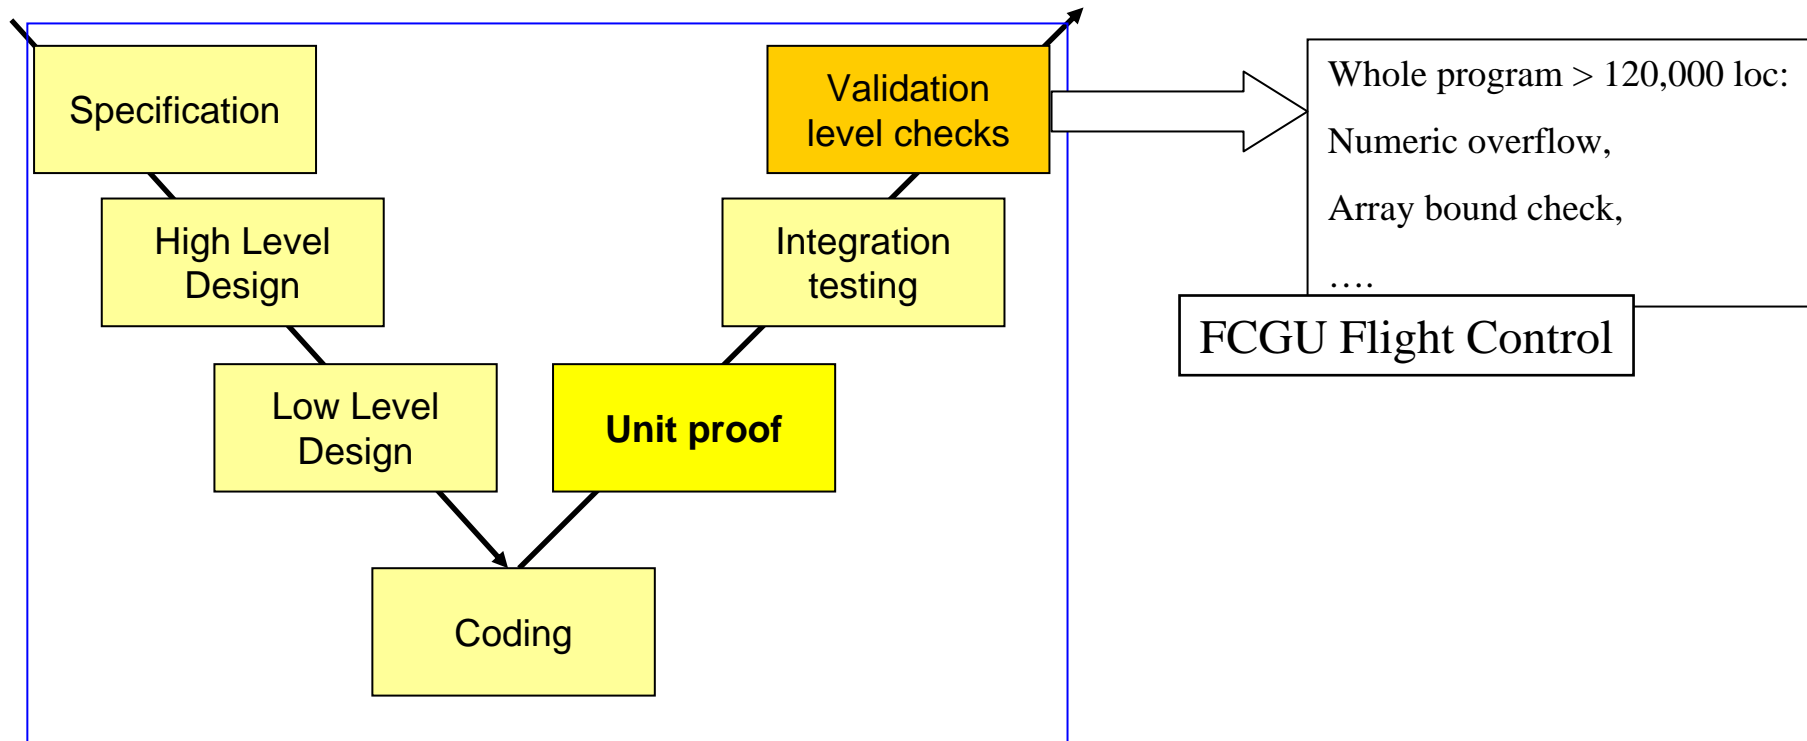 Specification
High Level
Design
Low Level
Design
Coding
Unit proof
Integration
testing
Validation
level checks
Whole program > 120,000 loc:
Numeric overflow,
Array bound check,
….
FCGU Flight Control